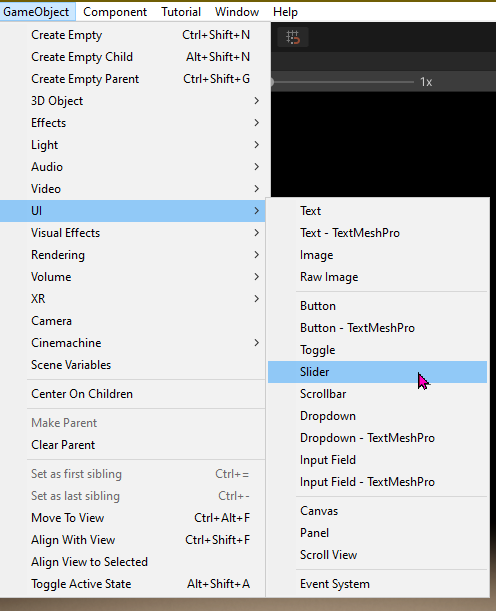 GameObject Component Tutorial Window Help
Create Empty Ctrl+Shift+N
Create Empty Child Alt+Shift+N
Create Empty Parent Ctrl+Shift+G
1x
3D Object
Effects
Light
Audio
Video
UI
Visual Effects
Rendering
Volume
XR
Camera
Cinemachine
Scene Variables
Center On Children
Make Parent
Clear Parent
Set as first sibling Ctrl+=
Set as last sibling Ctrl+-
Move To View Ctrl+Alt+F
Align With View Ctrl+Shift+F
Align View to Selected
Toggle Active State Alt+Shift+A
Text
Text - TextMeshPro
Image
Raw Image
Button
Button - TextMeshPro
Toggle
Slider
Scrollbar
Dropdown
Dropdown - TextMeshPro
Input Field
Input Field - TextMeshPro
Canvas
Panel
Scroll View
Event System